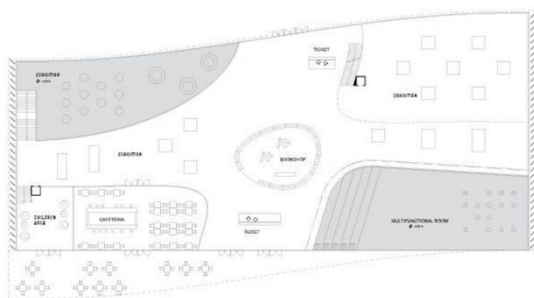 TICKET
EXHIBITION
EXHIBITION
EXHIBITION
BOOKSHOP
CHILDREN
AREA
CAFETERIA
TICKET
MULTIFUNCTIONAL ROOM